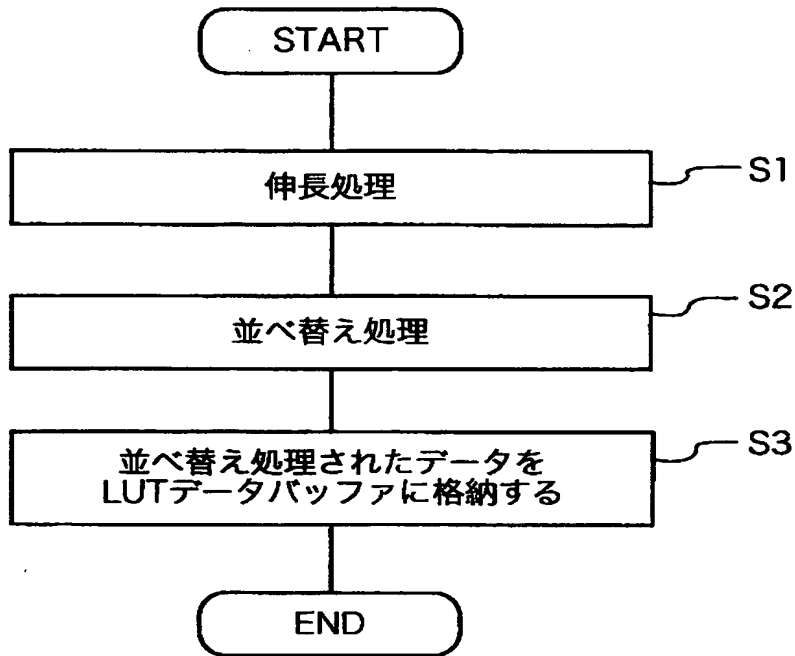 START
伸長処理
S1
並べ替え処理
S2
並べ替え処理されたデータを
LUTデータバッファに格納する
S3
END